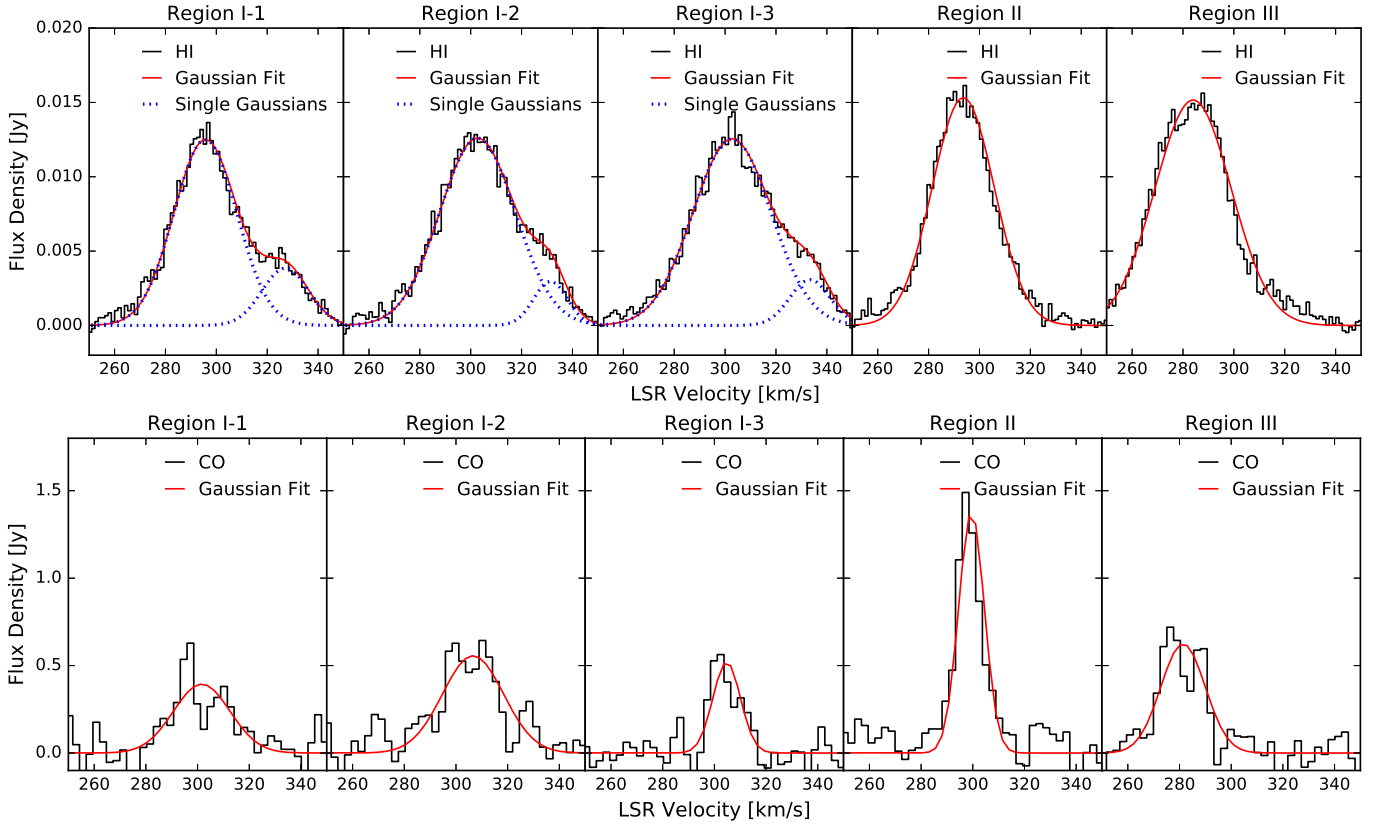 Region I-1 Region I-2 Region I-3 Region II Region III
0.020
0.015
0.010
0.005
0.000
Flux Density [Jy]
HI
Gaussian Fit
Single Gaussians
HI
Gaussian Fit
Single Gaussians
HI
Gaussian Fit
Single Gaussians
HI
Gaussian Fit
HI
Gaussian Fit
260 280 300 320 340 260 280 300 320 340 260 280 300 320 340 260 280 300 320 340 260 280 300 320 340
LSR Velocity [km/s]
Region I-1 Region I-2 Region I-3 Region II Region III
1.5
1.0
0.5
0.0
Flux Density [Jy]
CO
Gaussian Fit
CO
Gaussian Fit
CO
Gaussian Fit
CO
Gaussian Fit
CO
Gaussian Fit
260 280 300 320 340 260 280 300 320 340 260 280 300 320 340 260 280 300 320 340 260 280 300 320 340
LSR Velocity [km/s]